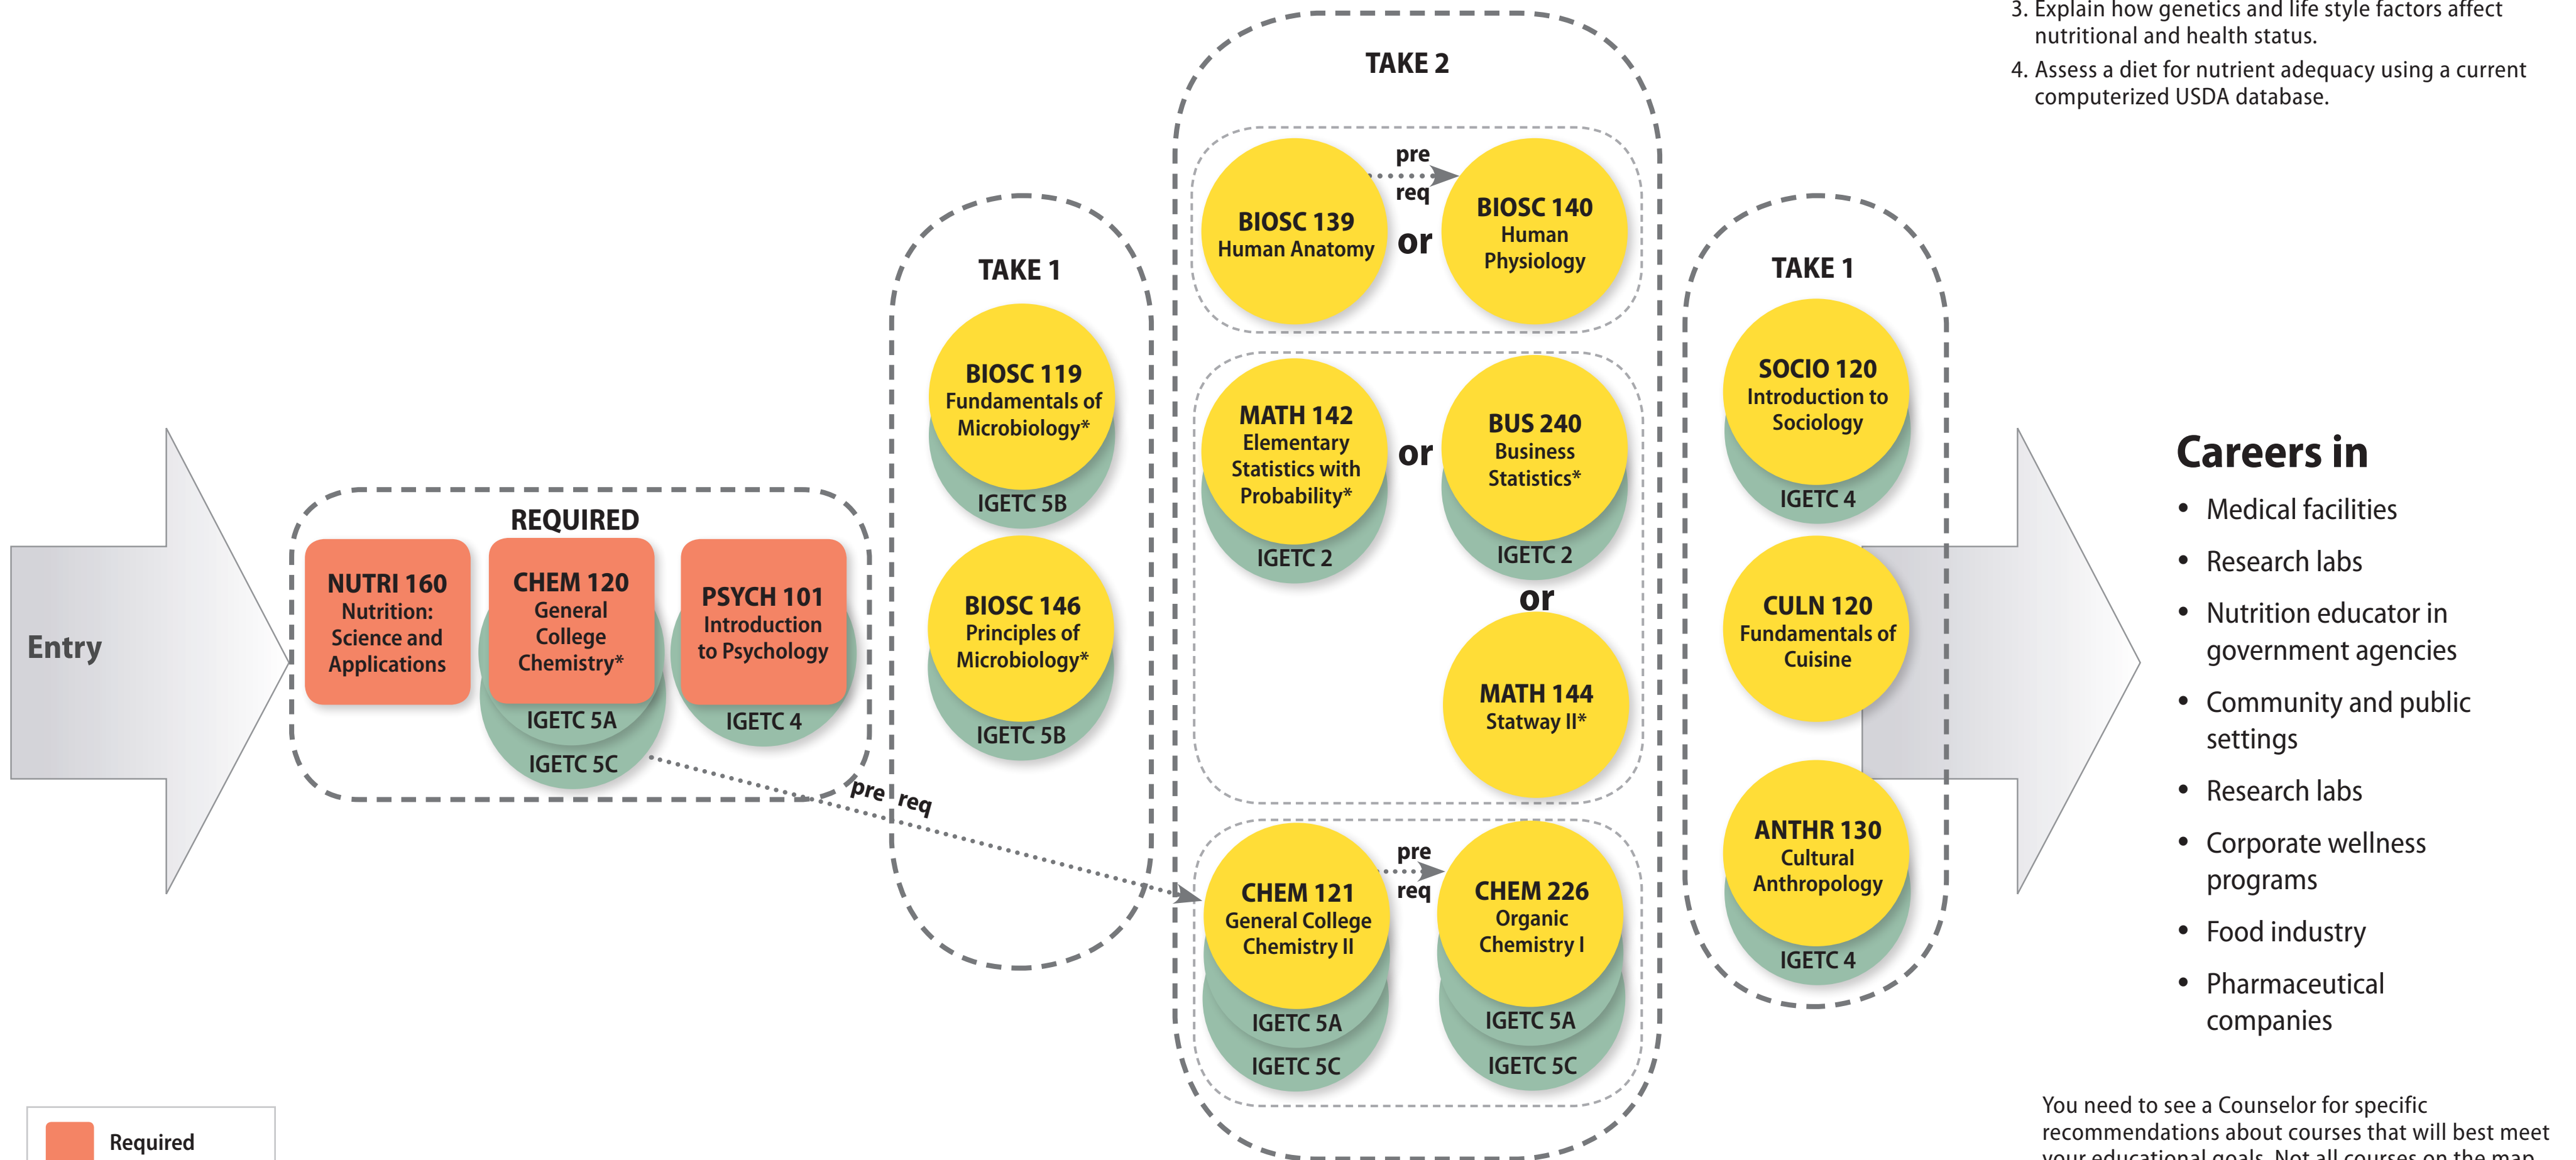 3. Explain how genetics and life style factors affect
nutritional and health status.
4. Assess a diet for nutrient adequacy using a current
computerized USDA database.
Entry
REQUIRED
NUTRI 160
Nutrition:
Science and
Applications
CHEM 120
General
College
Chemistry*
IGETC 5A
IGETC 5C
PSYCH 101
Introduction
to Psychology
IGETC 4
pre req
TAKE 1
BIOSC 119
Fundamentals of
Microbiology*
IGETC 5B
BIOSC 146
Principles of
Microbiology*
IGETC 5B
TAKE 2
BIOSC 139
Human Anatomy
pre
req
or
BIOSC 140
Human
Physiology
MATH 142
Elementary
Statistics with
Probability*
IGETC 2
or
BUS 240
Business
Statistics*
IGETC 2
or
MATH 144
Statway II*
CHEM 121
General College
Chemistry II
IGETC 5A
IGETC 5C
pre
req
CHEM 226
Organic
Chemistry I
IGETC 5A
IGETC 5C
TAKE 1
SOCIO 120
Introduction to
Sociology
IGETC 4
CULN 120
Fundamentals of
Cuisine
ANTHR 130
Cultural
Anthropology
IGETC 4
Careers in
• Medical facilities
• Research labs
• Nutrition educator in
government agencies
• Community and public
settings
• Research labs
• Corporate wellness
programs
• Food industry
• Pharmaceutical
companies
Required
You need to see a Counselor for specific
recommendations about courses that will best meet
your educational goals. Not all courses on the map